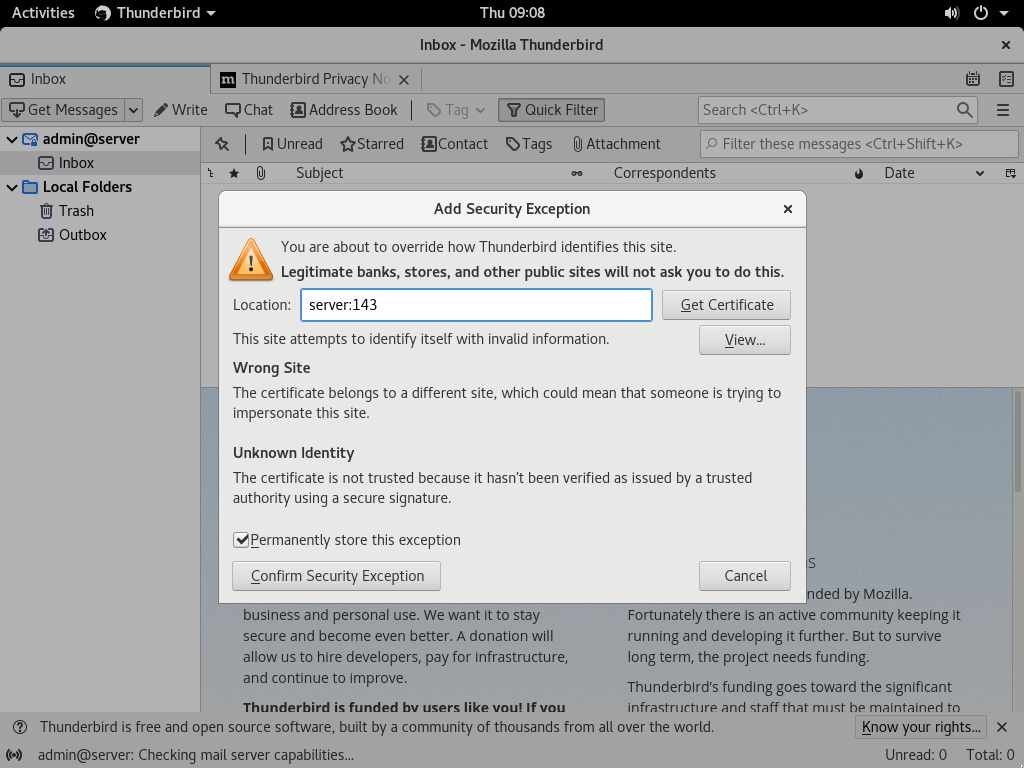 Activities Thunderbird Thu 09:08
Inbox - Mozilla Thunderbird
Inbox Thunderbird Privacy No
Get Messages Write Chat Address Book Tag Quick Filter Search <Ctrl+K>
admin@server Unread Starred Contact Tags Attachment Filter these messages <Ctrl+Shift+K>
Inbox Subject Correspondents Date
Local Folders
Trash
Outbox
Add Security Exception
You are about to override how Thunderbird identifies this site.
Legitimate banks, stores, and other public sites will not ask you to do this.
Location: server:143 Get Certificate
This site attempts to identify itself with invalid information. View...
Wrong Site
The certificate belongs to a different site, which could mean that someone is trying to
impersonate this site.
Unknown Identity
The certificate is not trusted because it hasn't been verified as issued by a trusted
authority using a secure signature.
Permanently store this exception
Confirm Security Exception Cancel
business and personal use. We want it to stay
secure and become even better. A donation will
allow us to hire developers, pay for infrastructure,
and continue to improve.
Thunderbird is funded by users like you! If you
nded by Mozilla.
Fortunately there is an active community keeping it
running and developing it further. But to survive
long term, the project needs funding.
Thunderbird's funding goes toward the significant
infrastructure and staff that must be maintained to
Thunderbird is free and open source software, built by a community of thousands from all over the world. Know your rights...
admin@server: Checking mail server capabilities... Unread: 0 Total: 0